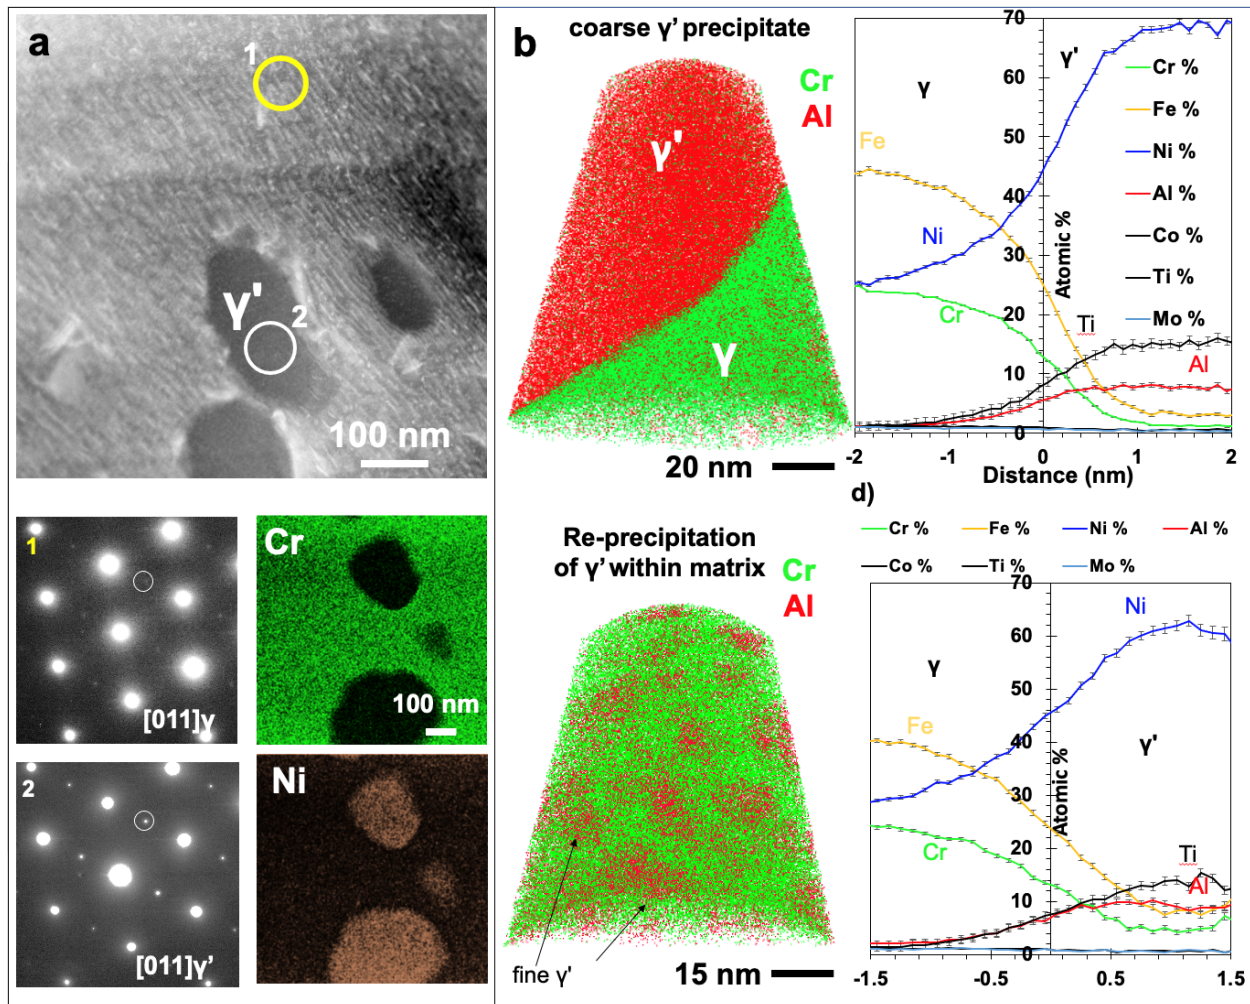 a
1
γ'
2
100 nm
1
[011]γ
Cr
100 nm
2
[011]γ'
Ni
b
coarse γ' precipitate
Cr
Al
γ'
γ
20 nm
70
60
50
40
30
20
10
0
Atomic %
γ
γ'
Fe
Ni
Cr
Ti
Al
Cr %
Fe %
Ni %
Al %
Co %
Ti %
Mo %
-2
-1
0
1
2
Distance (nm)
Re-precipitation
of γ' within matrix
Cr
Al
fine γ'
15 nm
d)
Cr %
Fe %
Ni %
Al %
Co %
Ti %
Mo %
70
60
50
40
30
20
10
0
Atomic %
γ
γ'
Ni
Fe
Cr
Ti
Al
-1.5
-0.5
0.5
1.5